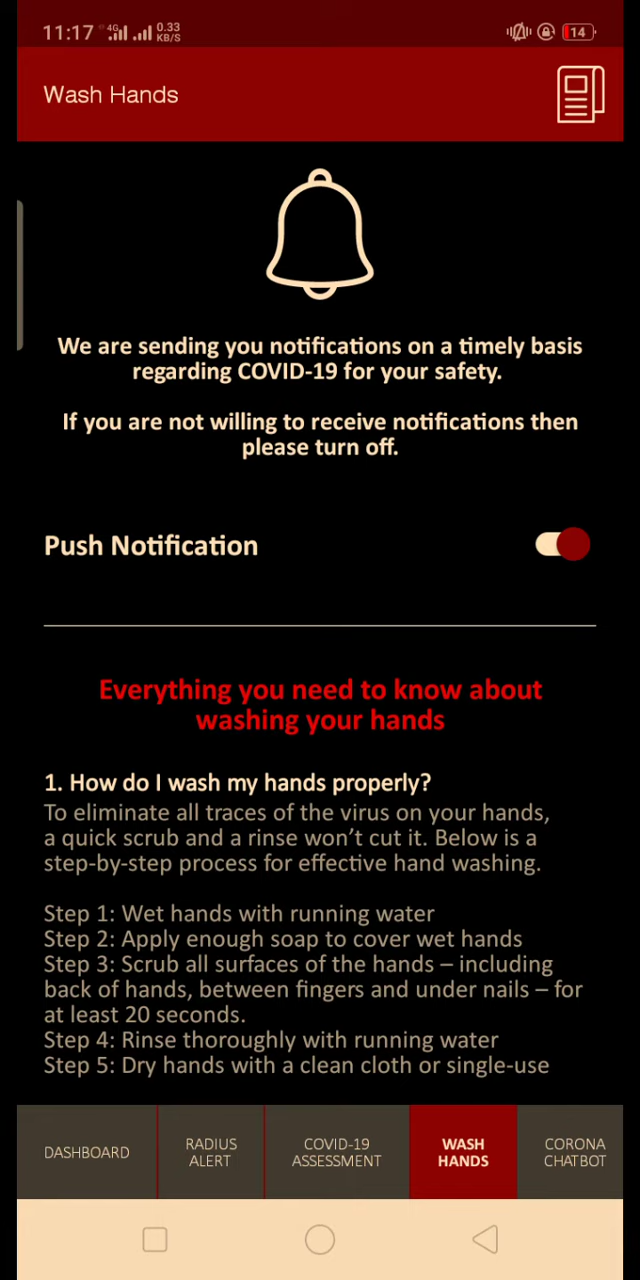 11:17 4G 0.33 KB/S 14
Wash Hands
We are sending you notifications on a timely basis
regarding COVID-19 for your safety.
If you are not willing to receive notifications then
please turn off.
Push Notification
Everything you need to know about
washing your hands
1. How do I wash my hands properly?
To eliminate all traces of the virus on your hands,
a quick scrub and a rinse won’t cut it. Below is a
step-by-step process for effective hand washing.
Step 1: Wet hands with running water
Step 2: Apply enough soap to cover wet hands
Step 3: Scrub all surfaces of the hands – including
back of hands, between fingers and under nails – for
at least 20 seconds.
Step 4: Rinse thoroughly with running water
Step 5: Dry hands with a clean cloth or single-use
DASHBOARD
RADIUS
ALERT
COVID-19
ASSESSMENT
WASH
HANDS
CORONA
CHATBOT